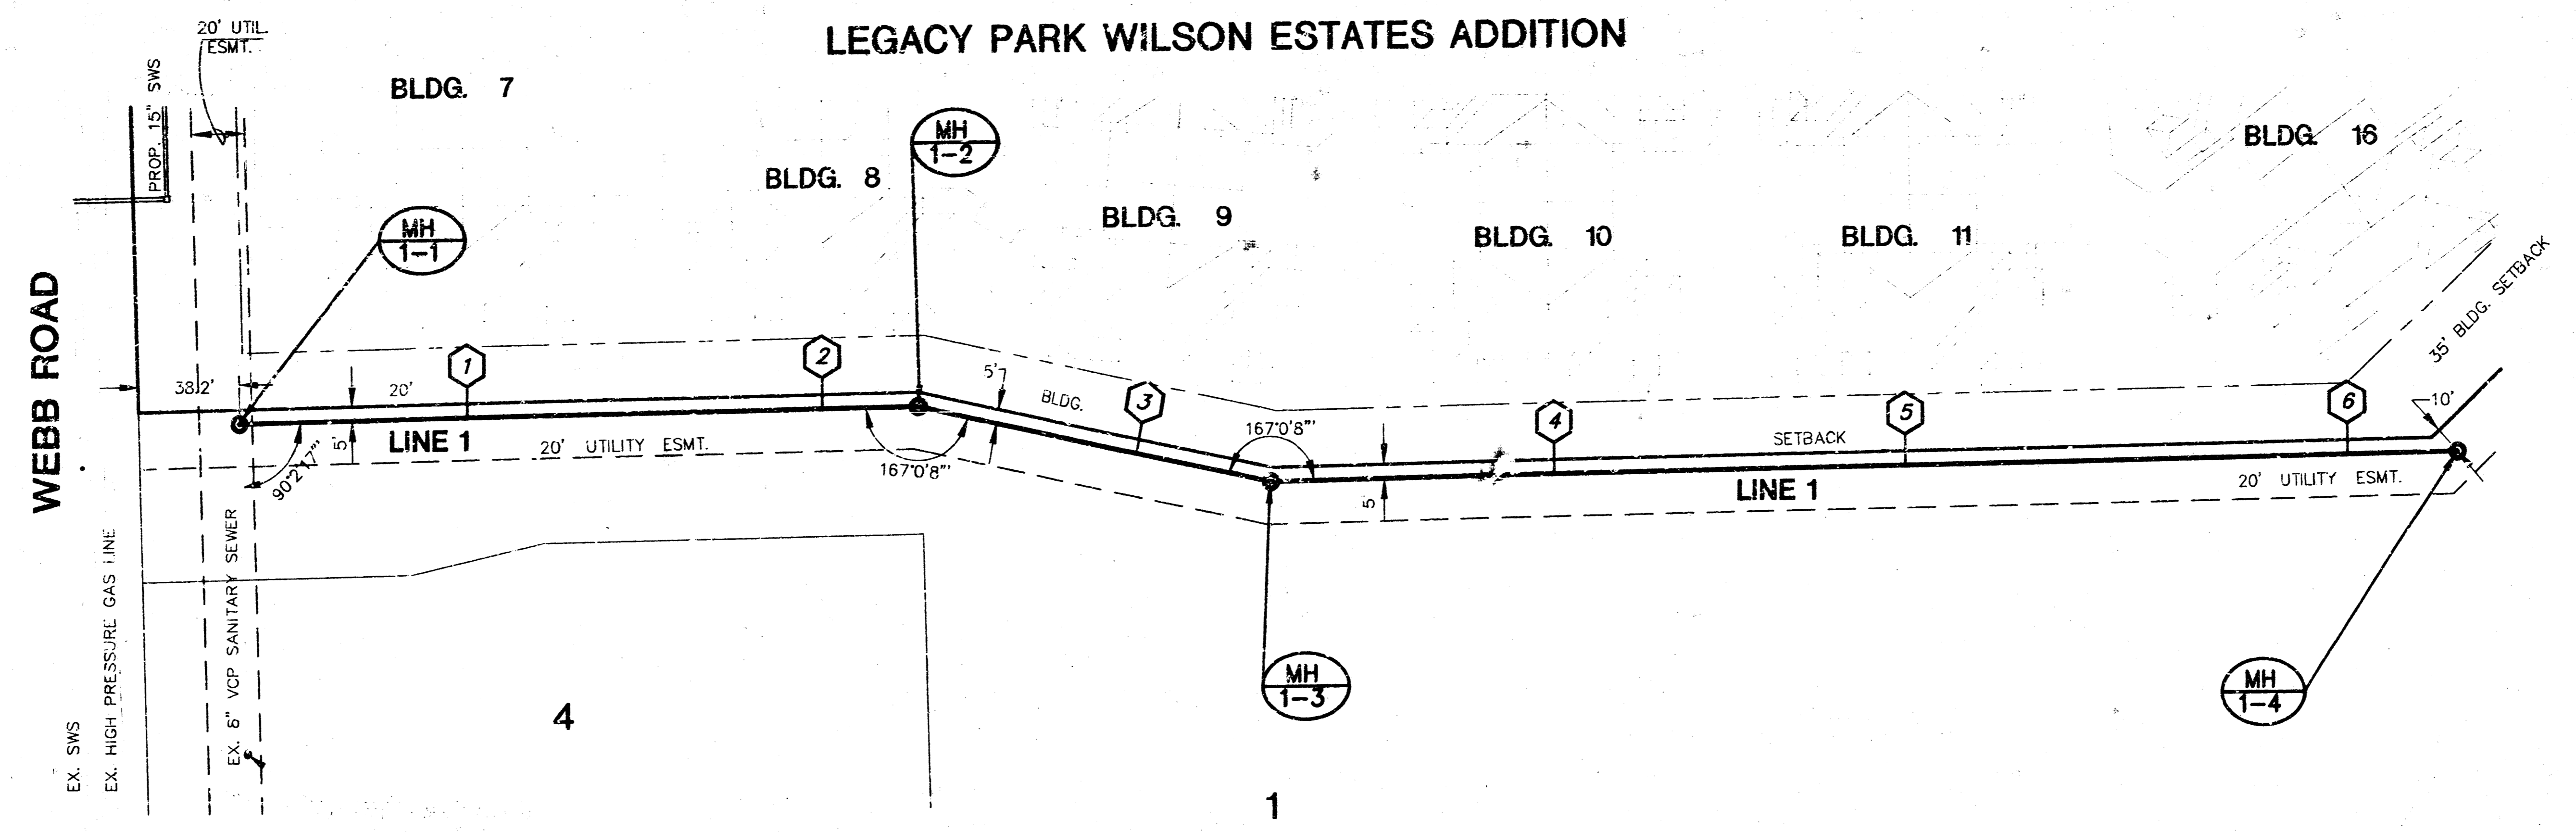 LEGACY PARK WILSON ESTATES ADDITION
20' UTIL.
ESMT.
PROP. 15" SWS
BLDG. 7
BLDG. 8
BLDG. 9
BLDG. 10
BLDG. 11
BLDG. 16
MH
1-1
MH
1-2
WEBB ROAD
38.2'
20'
1
2
5'
BLDG.
3
4
5
6
35' BLDG. SETBACK
10'
5'
LINE 1
20' UTILITY ESMT.
90°2'17"
167°0'8"
167°0'8"
SETBACK
5'
LINE 1
20' UTILITY ESMT.
MH
1-3
MH
1-4
EX. SWS
EX. HIGH PRESSURE GAS LINE
EX. 8" VCP SANITARY SEWER
4
1